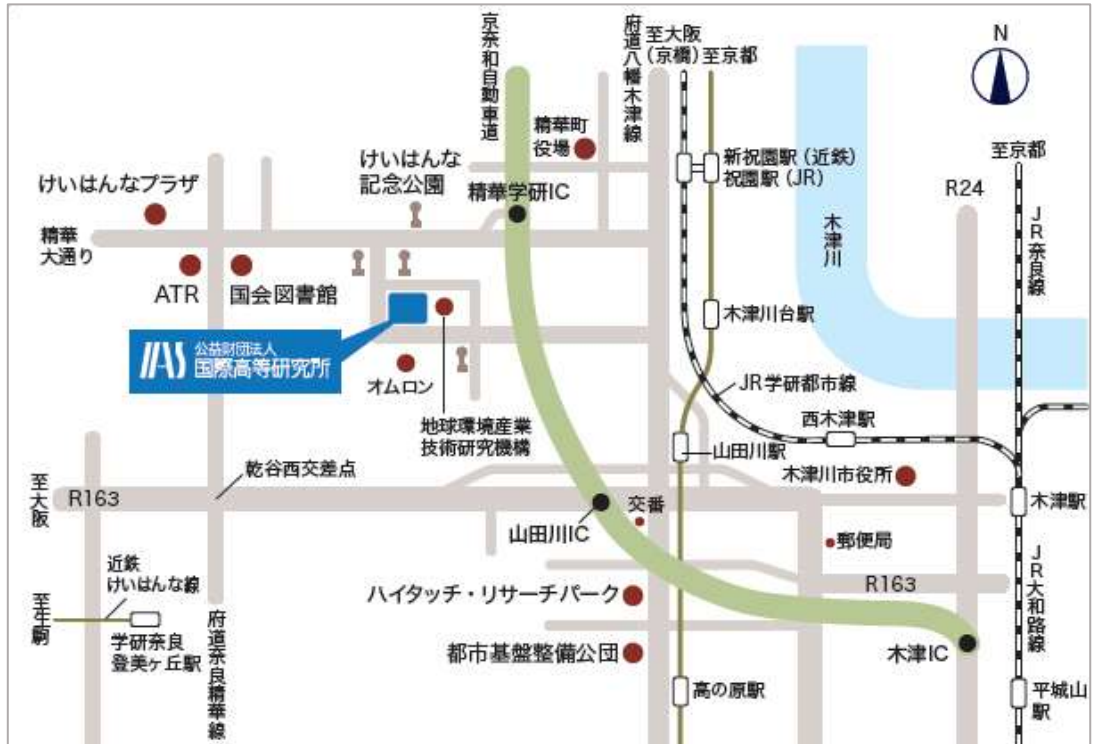 京奈和自動車道
府道八幡木津線
至大阪
(京橋)
至京都
N
精華町
役場
けいはんな
記念公園
新祝園駅(近鉄)
祝園駅(JR)
至京都
けいはんなプラザ
精華学研IC
R24
JR奈良線
精華
大通り
木津川
ATR
国会図書館
木津川台駅
IIAS
公益財団法人
国際高等研究所
オムロン
JR学研都市線
西木津駅
地球環境産業
技術研究機構
山田川駅
乾谷西交差点
木津川市役所
至大阪
R163
交番
木津駅
山田川IC
郵便局
近鉄
けいはんな線
R163
JR大和路線
至生駒
ハイタッチ・リサーチパーク
学研奈良
登美ヶ丘駅
府道奈良精華線
都市基盤整備公団
木津IC
高の原駅
平城山
駅